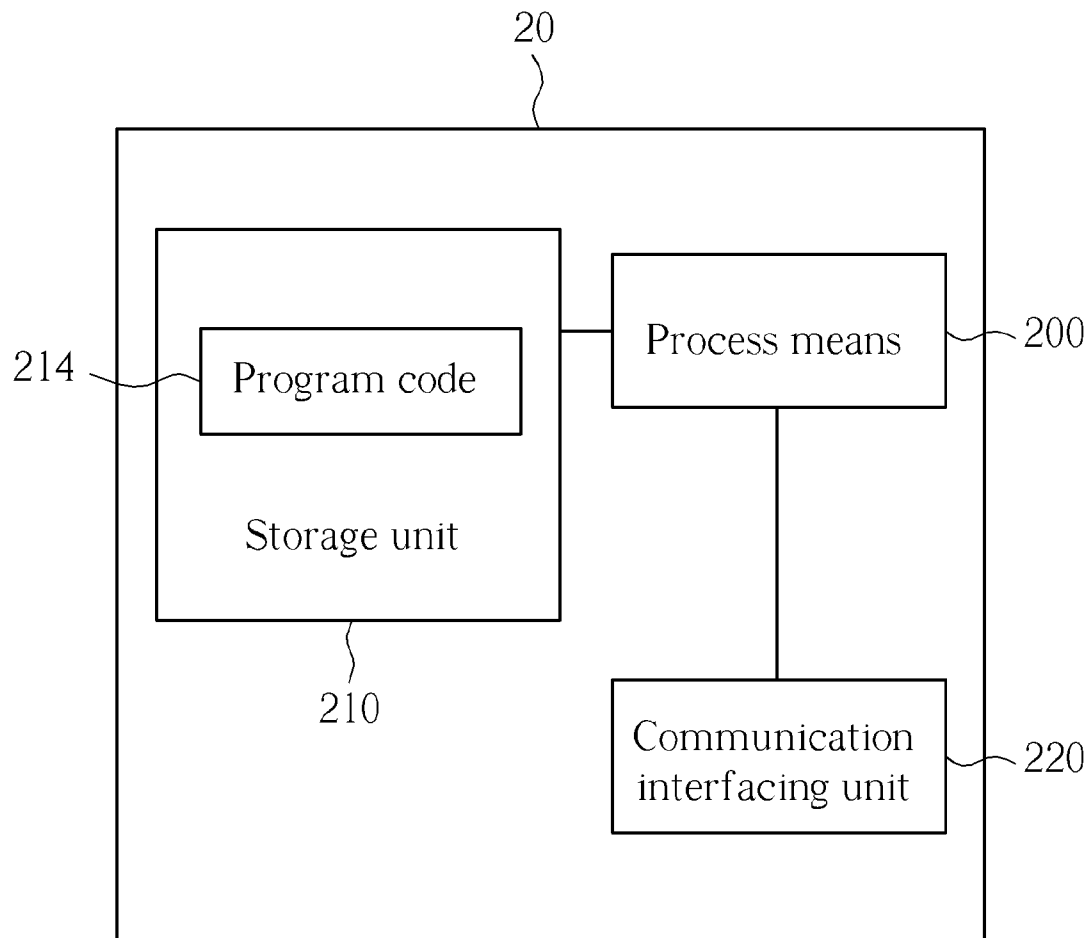 20
Process means
200
214
Program code
Storage unit
210
Communication
interfacing unit
220